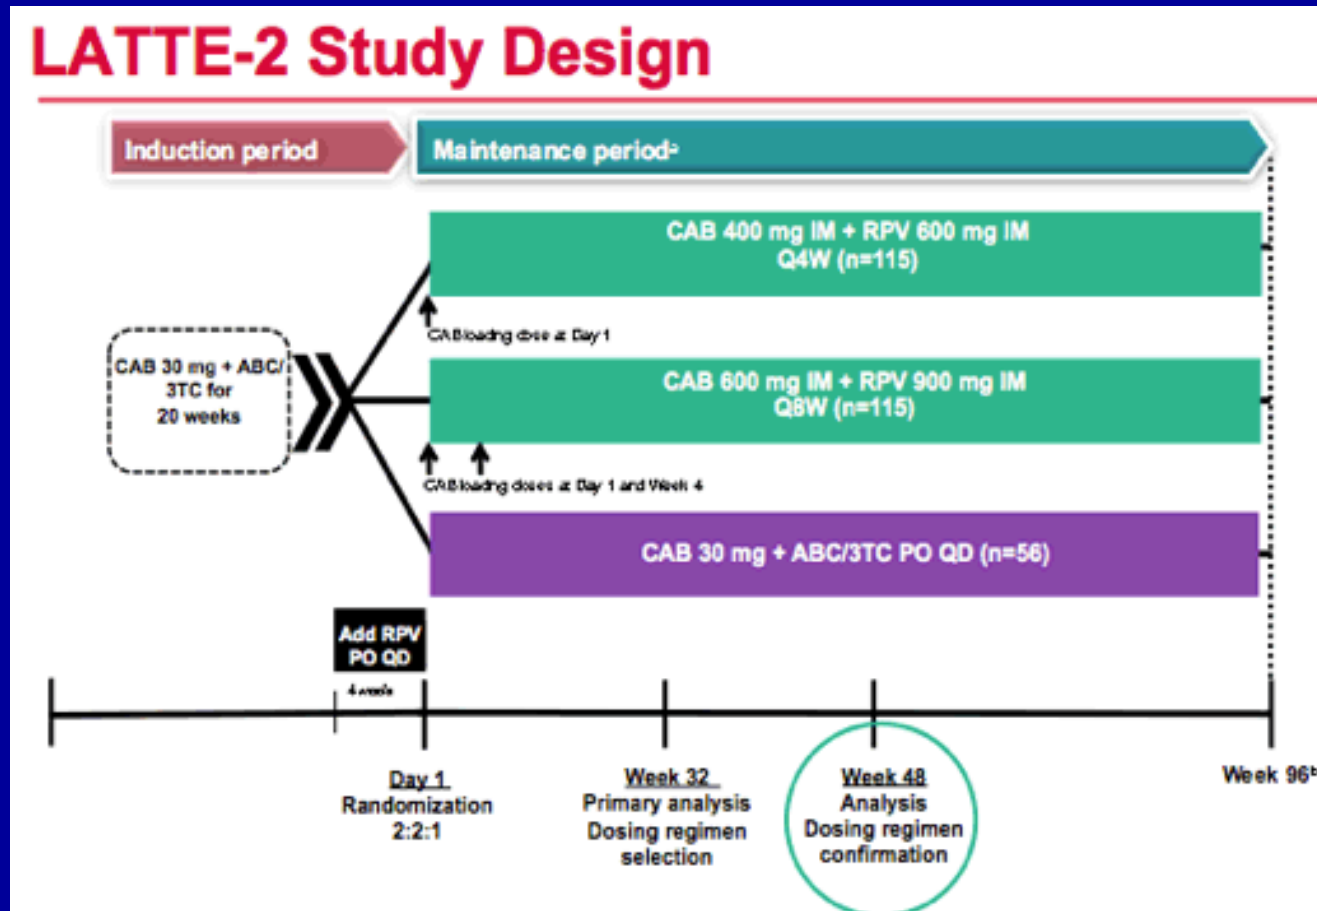 LATTE-2 Study Design
Induction period
Maintenance periodª
CAB 400 mg IM + RPV 600 mg IM
Q4W (n=115)
CAB loading dose at Day 1
CAB 30 mg + ABC/
3TC for
20 weeks
CAB 600 mg IM + RPV 900 mg IM
Q8W (n=115)
CAB loading doses at Day 1 and Week 4
CAB 30 mg + ABC/3TC PO QD (n=56)
Add RPV
PO QD
4 weeks
Day 1
Randomization
2:2:1
Week 32
Primary analysis
Dosing regimen
selection
Week 48
Analysis
Dosing regimen
confirmation
Week 96ᵇ